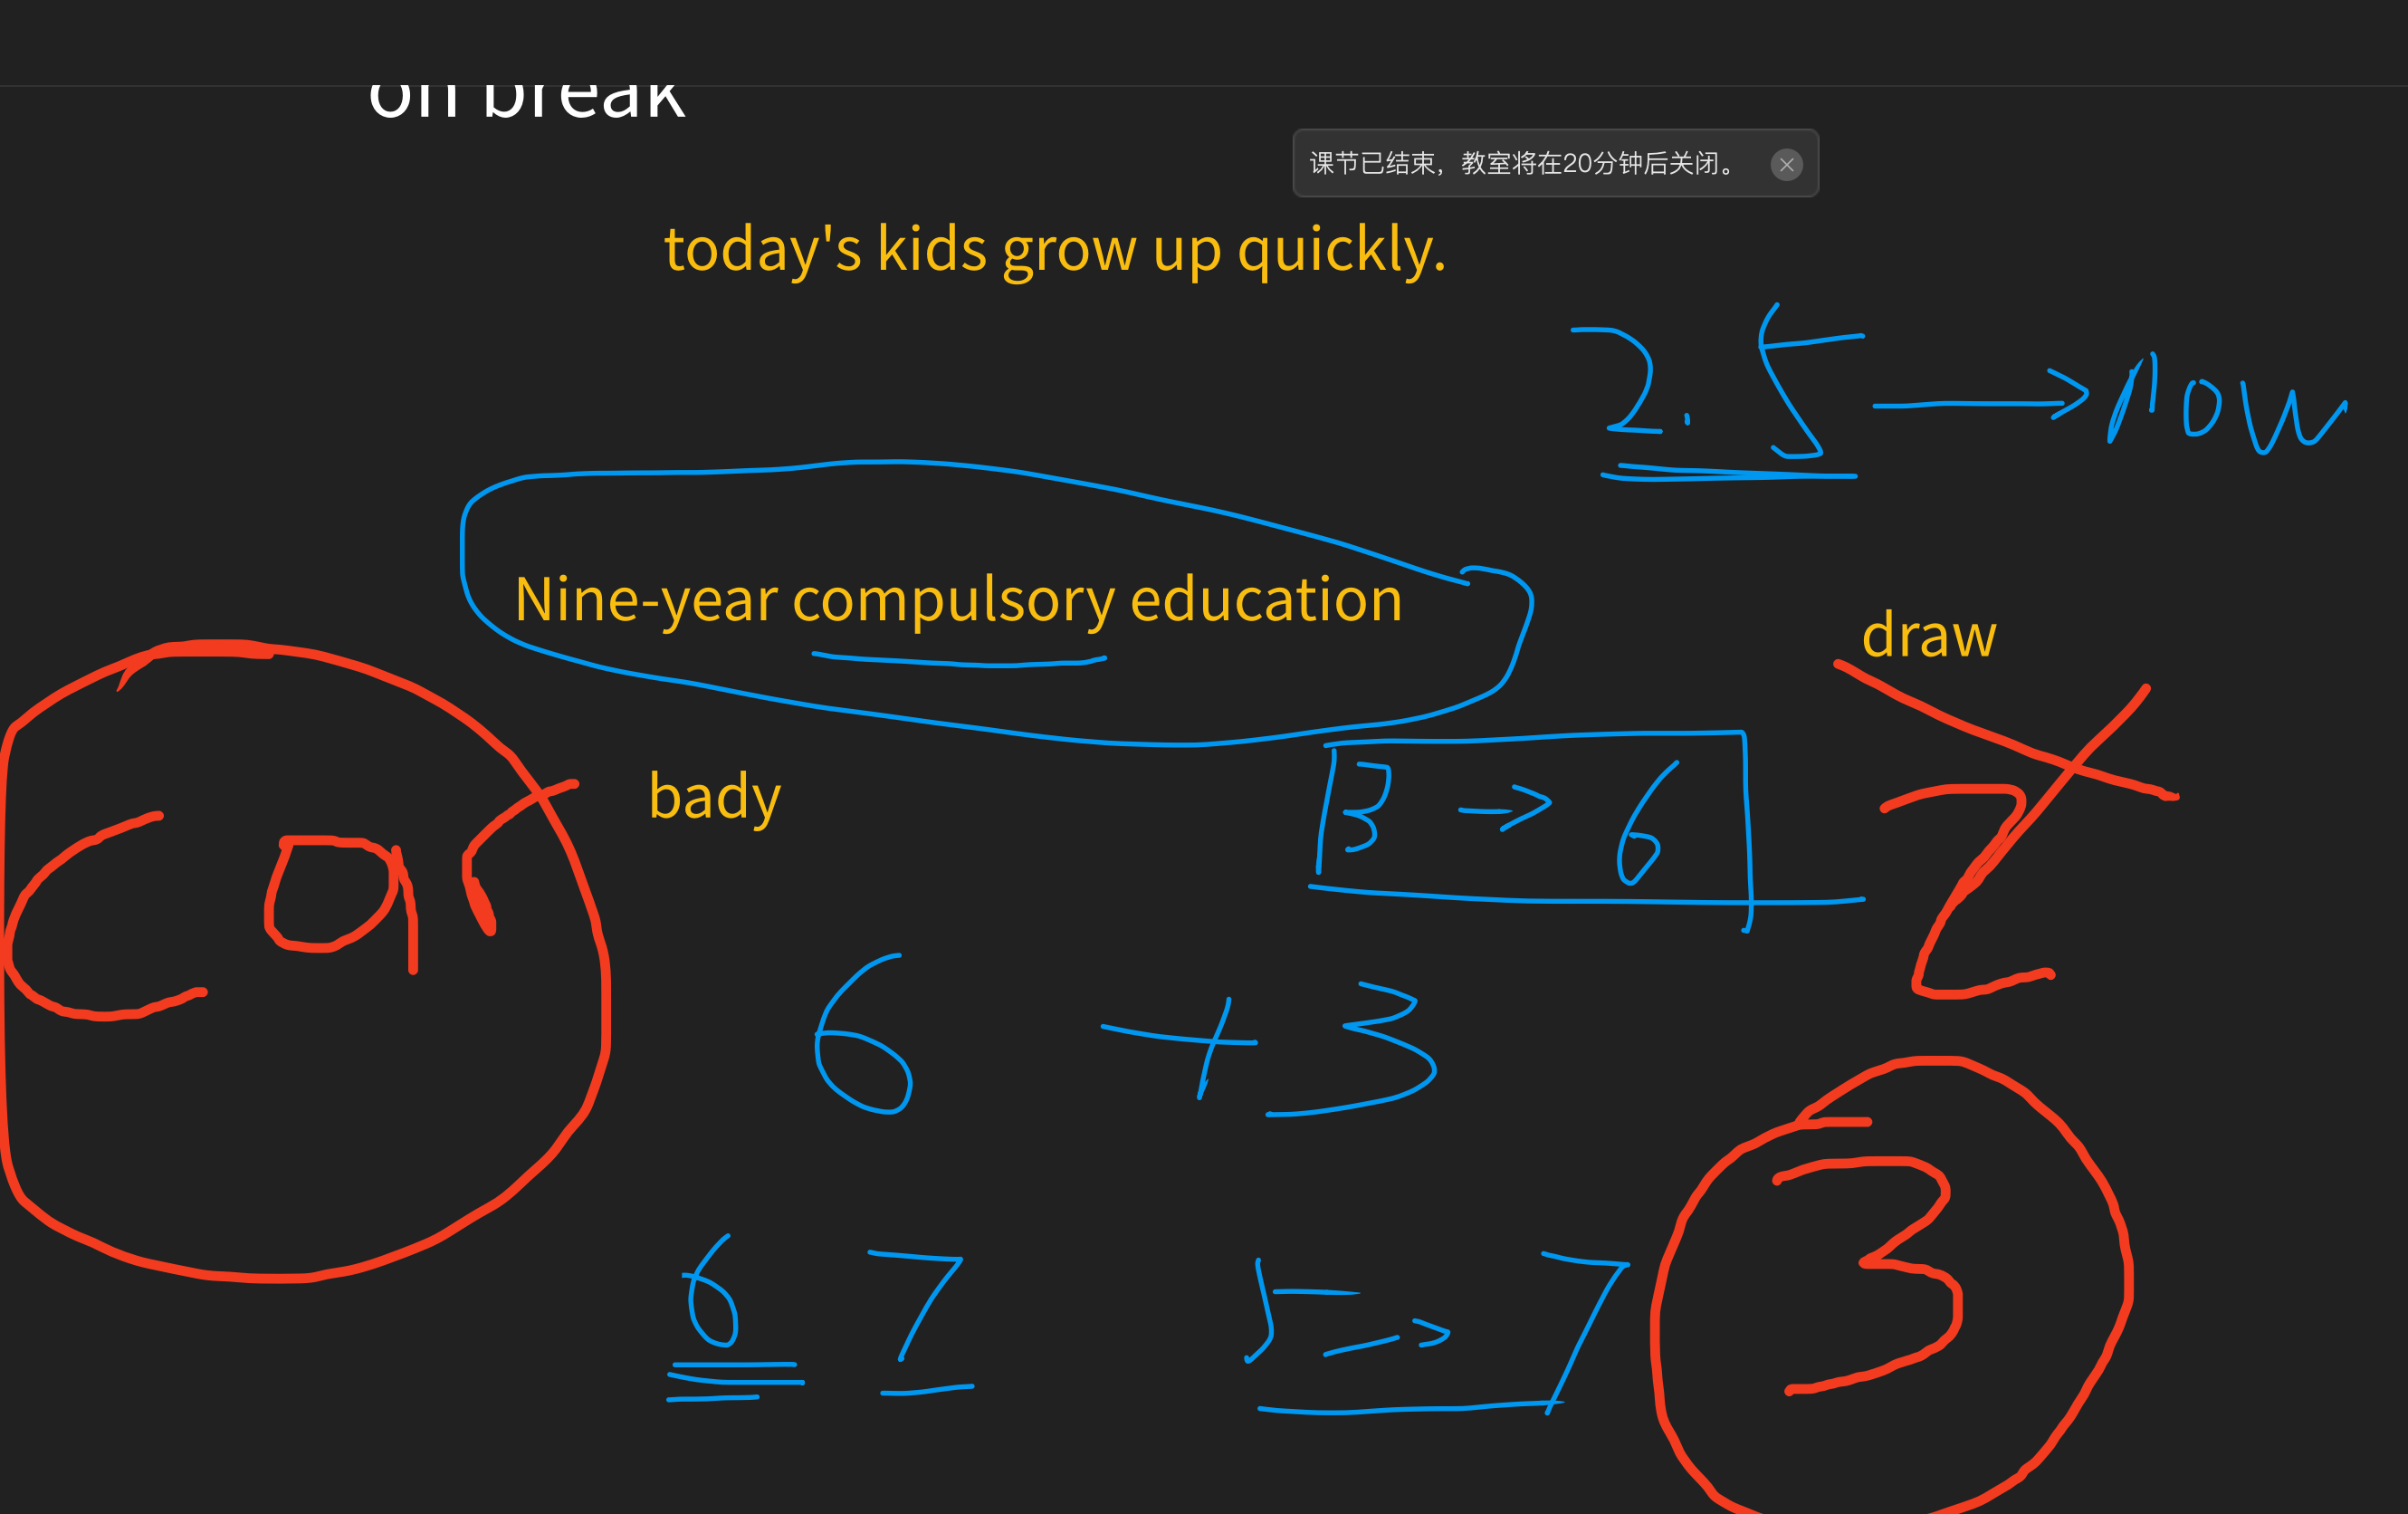 on break
课节已结束，教室将在20分钟后关闭。
today's kids grow up quicky.
2.5 → now
Nine-year compulsory education
draw
bady
3 → 6
2
car
6 + 3
3
6 7
5 → 7